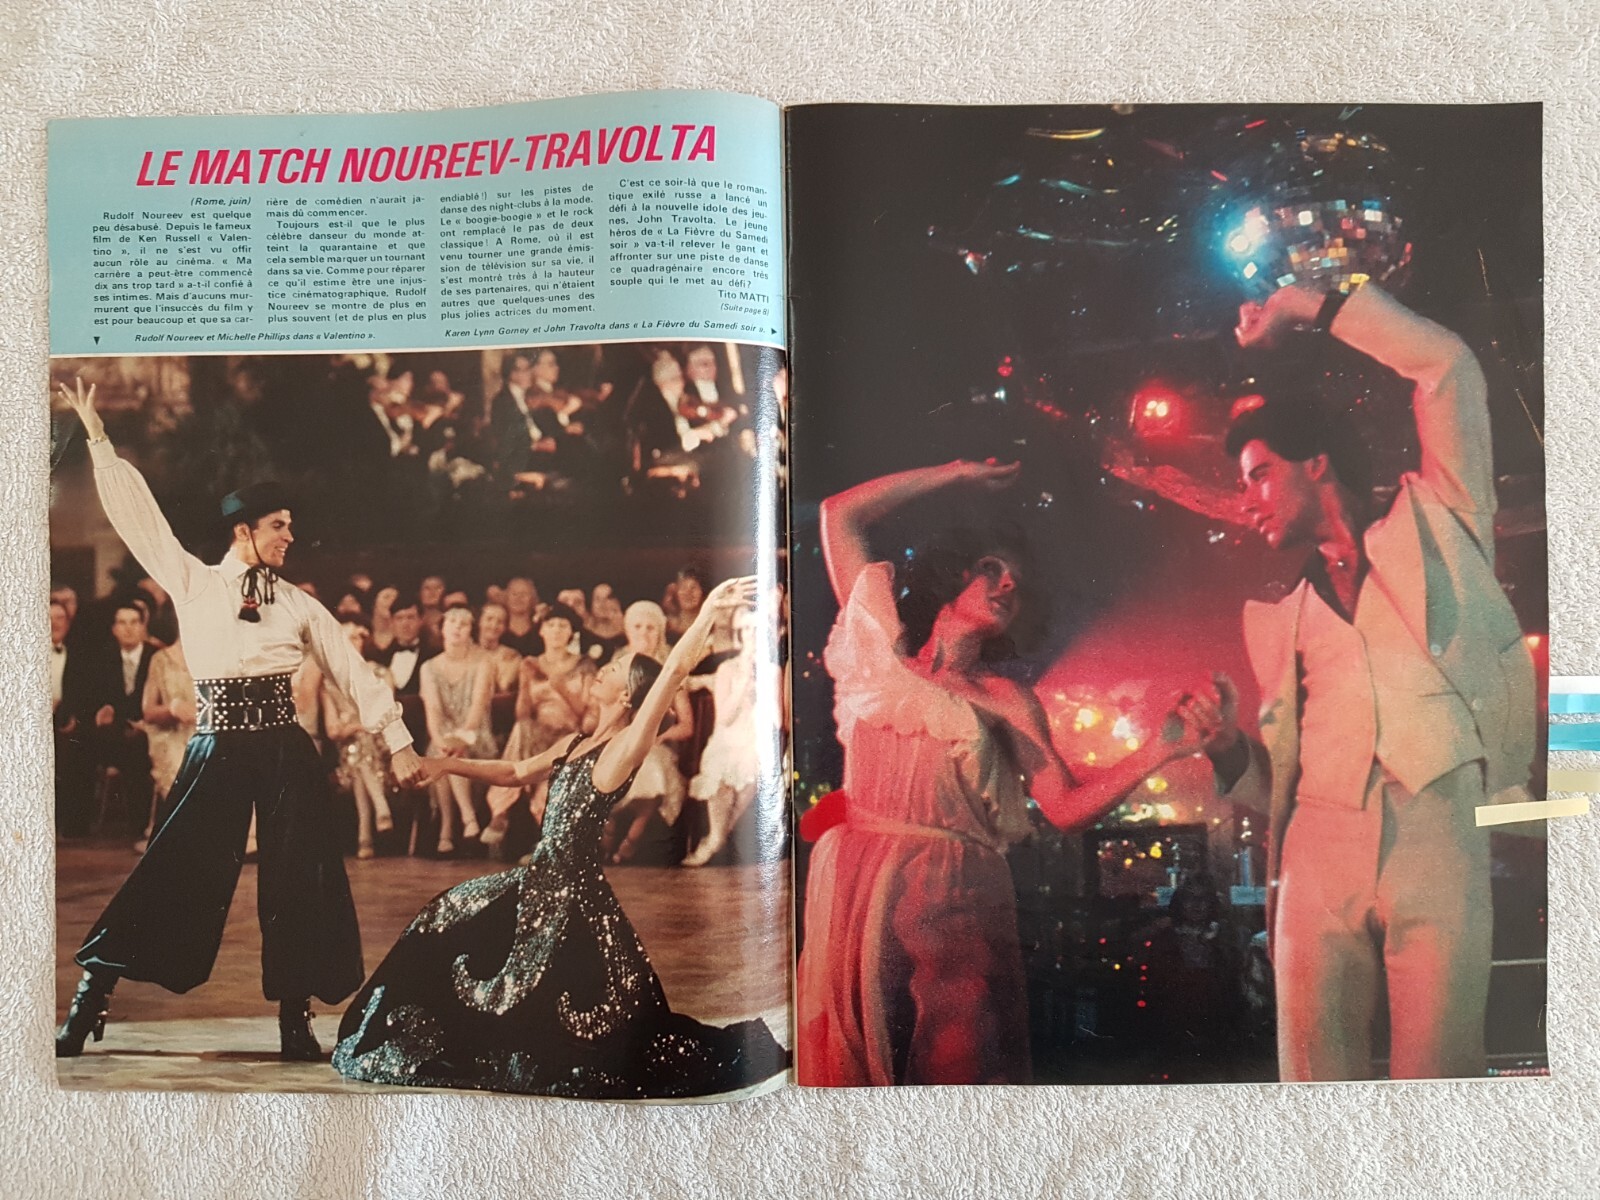 LE MATCH NOUREEV-TRAVOLTA
(Rome, juin)
Rudolf Noureev est quelque
peu désabusé. Depuis le fameux
film de Ken Russell « Valen-
tino », il ne s'est vu offrir
aucun rôle au cinéma. « Ma
carrière a peut-être commencé
dix ans trop tard » a-t-il confié à
ses intimes. Mais d'aucuns mur-
murent que l'insuccès du film y
est pour beaucoup et que sa car-
rière de comédien n'aurait ja-
mais dû commencer.
Toujours est-il que le plus
célèbre danseur du monde at-
teint la quarantaine et que
cela semble marquer un tournant
dans sa vie. Comme pour réparer
ce qu'il estime être une injus-
tice cinématographique, Rudolf
Noureev se montre de plus en
plus souvent (et de plus en plus
endiablé !) sur les pistes de
danse des night-clubs à la mode.
Le « boogie-boogie » et le rock
ont remplacé le pas de deux
classique ! A Rome, où il est
venu tourner une grande émis-
sion de télévision sur sa vie, il
s'est montré très à la hauteur
de ses partenaires, qui n'étaient
autres que quelques-unes des
plus jolies actrices du moment.
C'est ce soir-là que le roman-
tique exilé russe a lancé un
défi à la nouvelle idole des jeu-
nes, John Travolta. Le jeune
héros de « La Fièvre du Samedi
soir » va-t-il relever le gant et
affronter sur une piste de danse
ce quadragénaire encore très
souple qui le met au défi ?
Tito MATTI
(Suite page 8)
▼ Rudolf Noureev et Michelle Phillips dans « Valentino ».
Karen Lynn Gorney et John Travolta dans « La Fièvre du Samedi soir ». ►